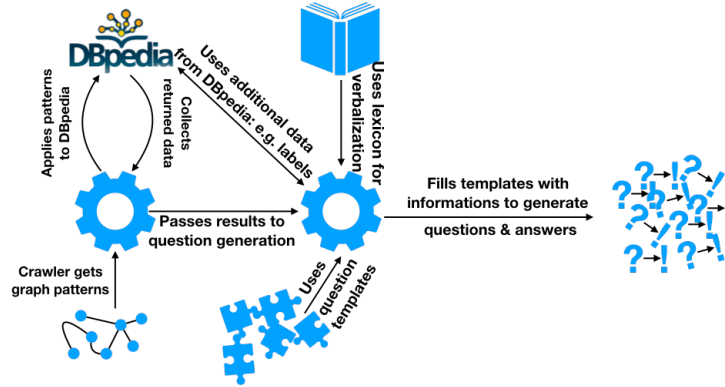 DBpedia
Applies patterns
to DBpedia
Collects
returned data
Uses additional data
from DBpedia: e.g. labels
Uses lexicon for
verbalization
Passes results to
question generation
Fills templates with
informations to generate
questions & answers
Crawler gets
graph patterns
Uses
question
templates